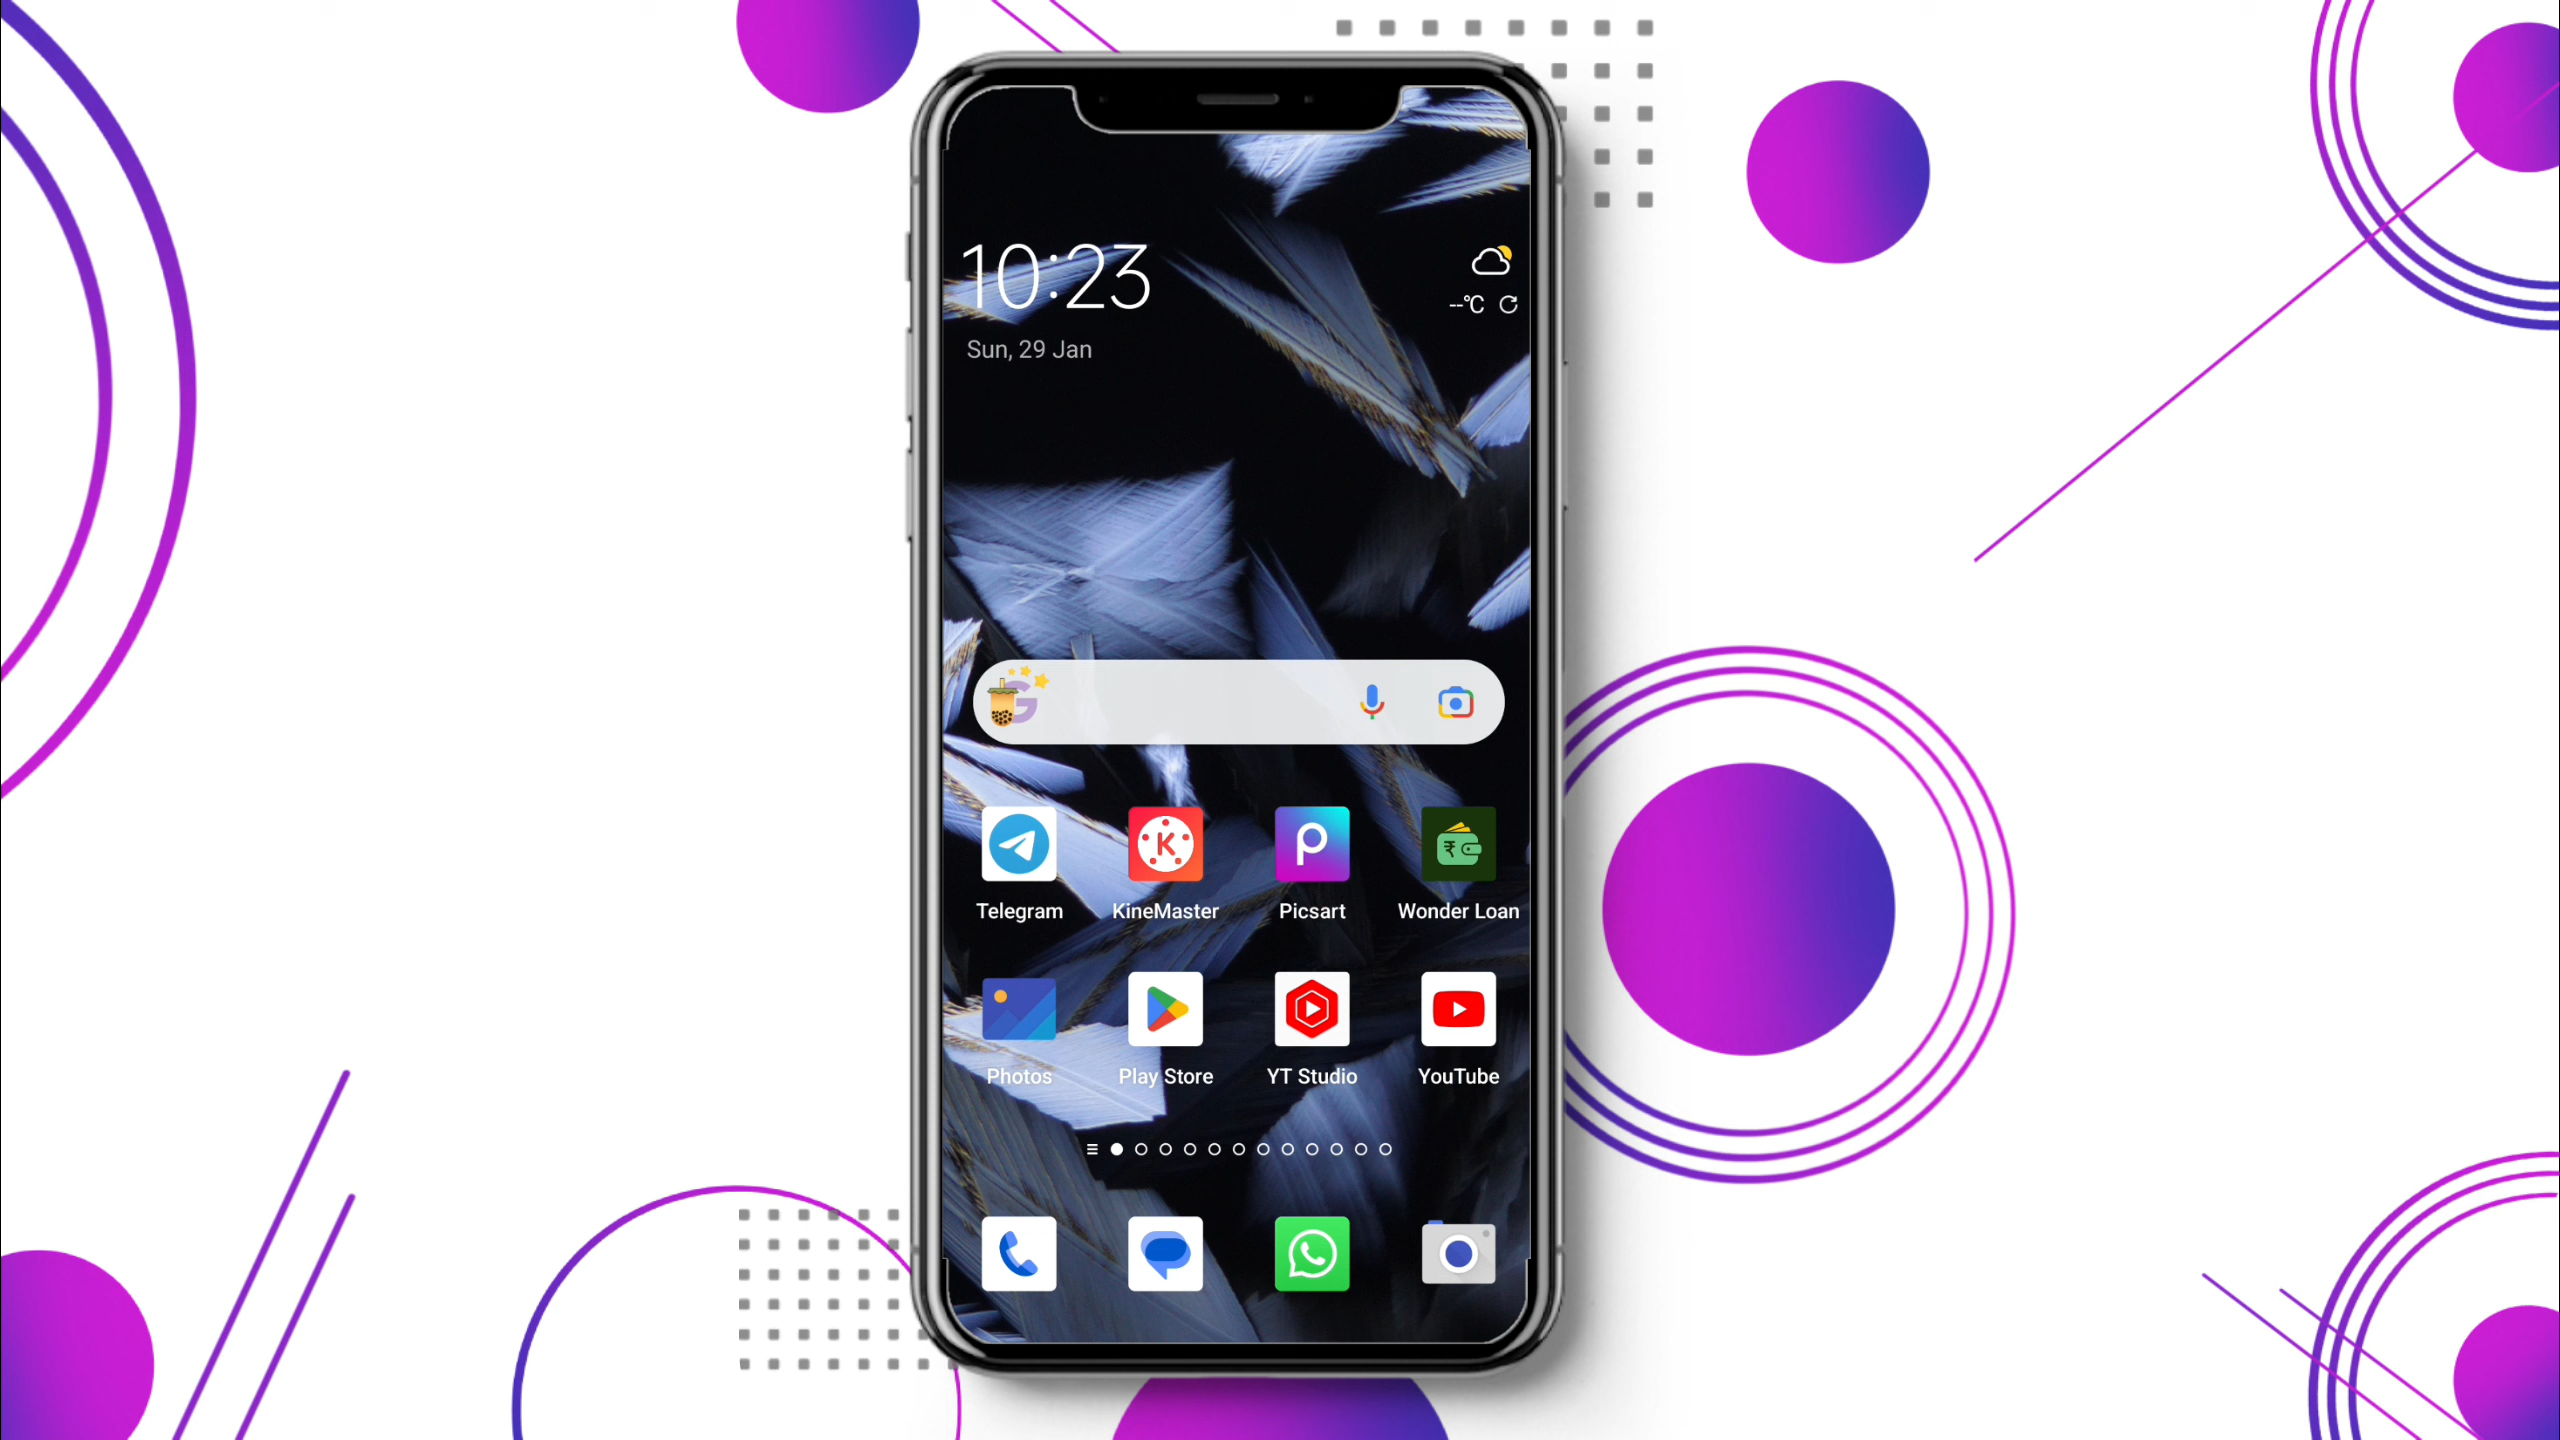 10:23
--°C
Sun, 29 Jan
Telegram
KineMaster
Picsart
Wonder Loan
Photos
Play Store
YT Studio
YouTube